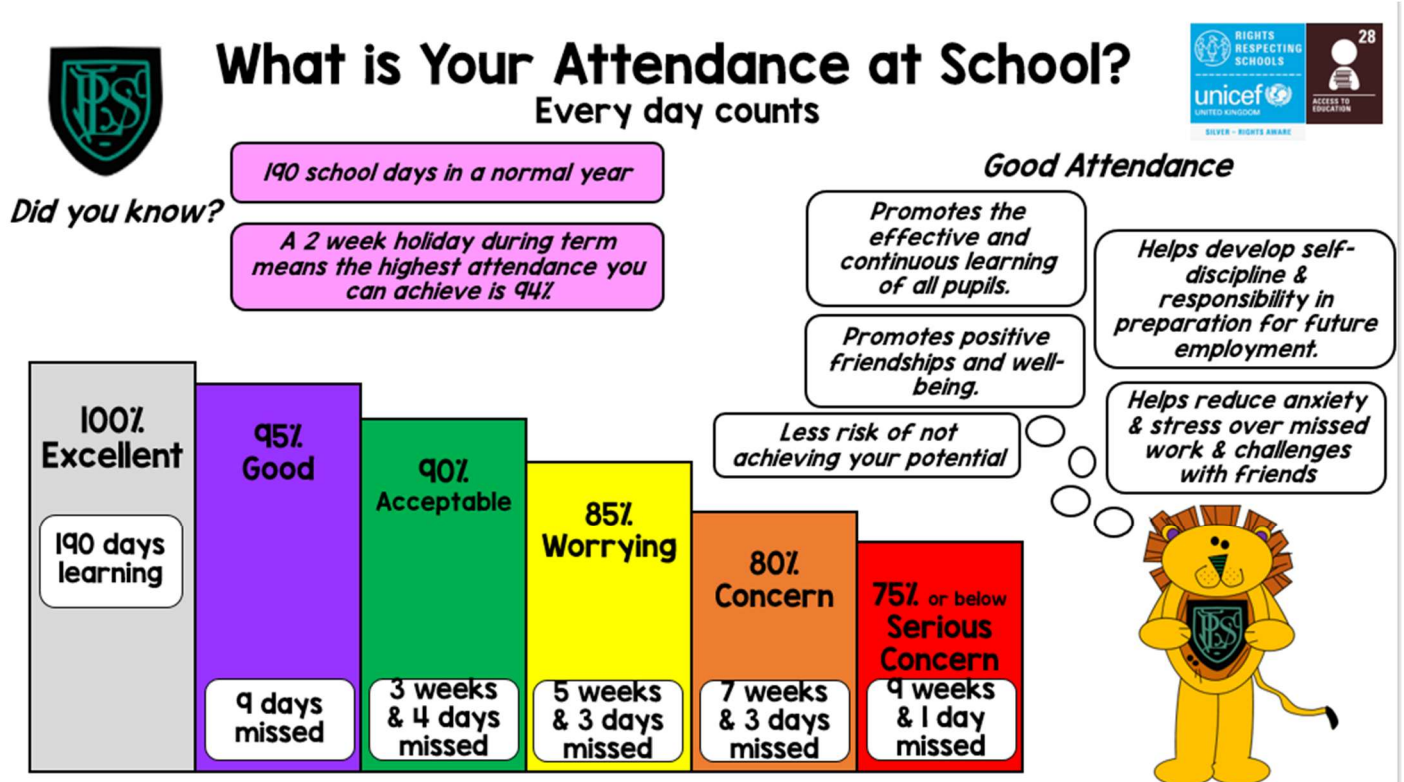 What is Your Attendance at School?
Every day counts
RIGHTS
RESPECTING
SCHOOLS
unicef
UNITED KINGDOM
SILVER - RIGHTS AWARE
28
ACCESS TO
EDUCATION
Did you know?
190 school days in a normal year
A 2 week holiday during term
means the highest attendance you
can achieve is 94%
Good Attendance
Promotes the
effective and
continuous learning
of all pupils.
Helps develop self-
discipline &
responsibility in
preparation for future
employment.
Promotes positive
friendships and well-
being.
Helps reduce anxiety
& stress over missed
work & challenges
with friends
Less risk of not
achieving your potential
100%
Excellent
190 days
learning
95%
Good
9 days
missed
90%
Acceptable
3 weeks
& 4 days
missed
85%
Worrying
5 weeks
& 3 days
missed
80%
Concern
7 weeks
& 3 days
missed
75% or below
Serious
Concern
9 weeks
& 1 day
missed